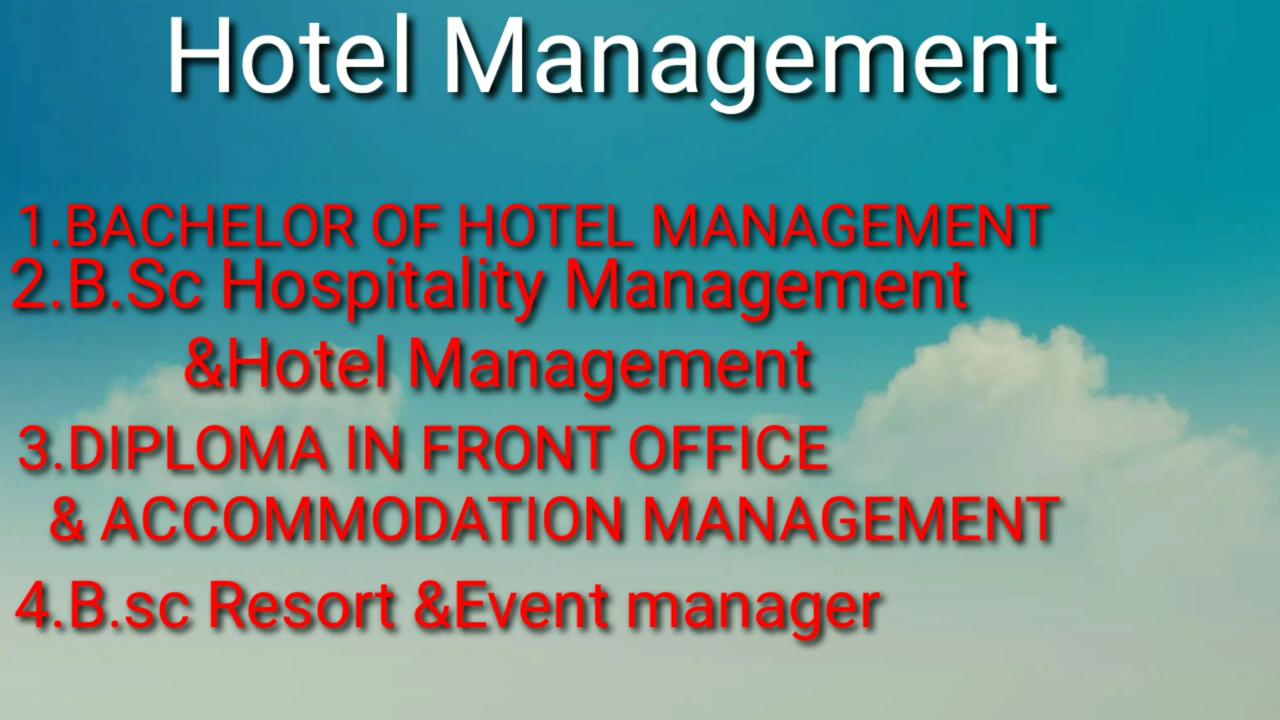 Hotel Management
1.BACHELOR OF HOTEL MANAGEMENT
2.B.Sc Hospitality Management
&Hotel Management
3.DIPLOMA IN FRONT OFFICE
& ACCOMMODATION MANAGEMENT
4.B.sc Resort &Event manager